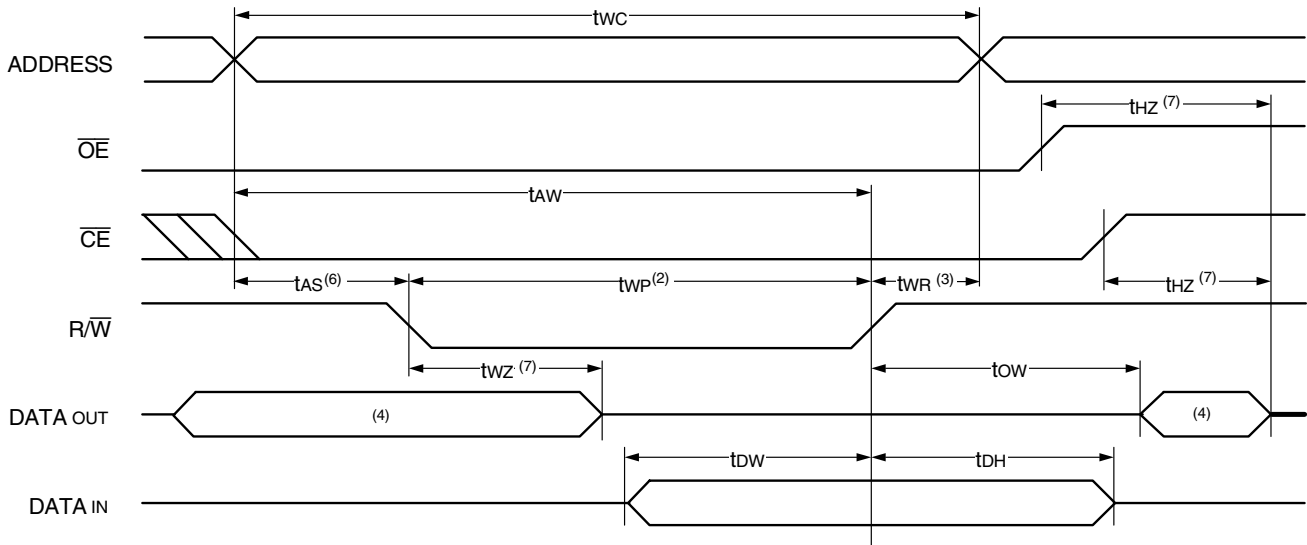 tWC
ADDRESS
tHZ (7)
OE
tAW
CE
tAS(6) tWP(2) tWR (3) tHZ (7)
R/W
tWZ (7) tOW
DATA OUT (4) (4)
tDW tDH
DATA IN